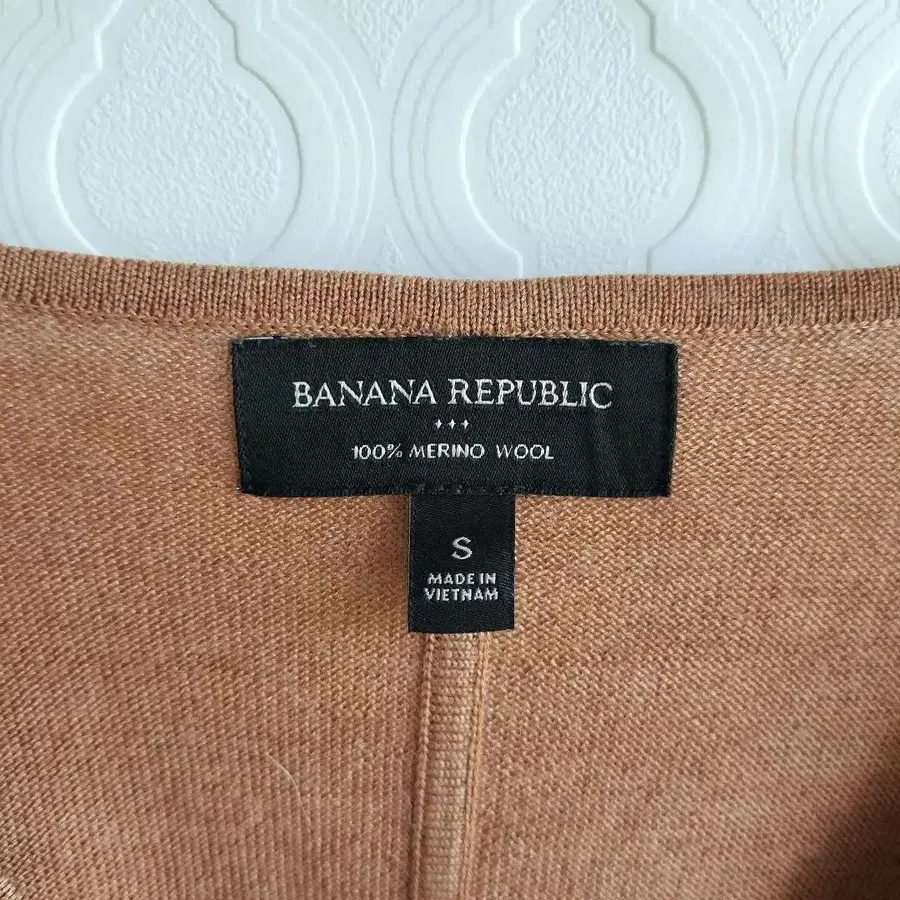 BANANA REPUBLIC
100% MERINO WOOL
S
MADE IN
VIETNAM